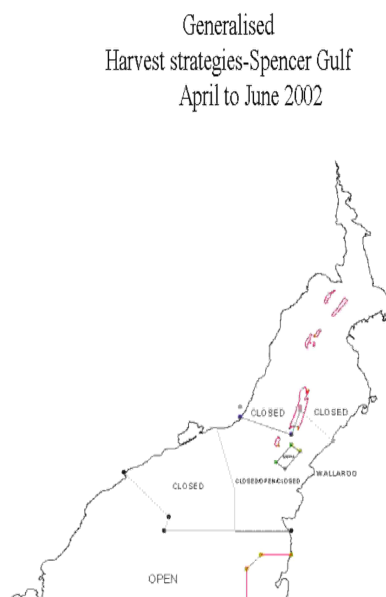 Generalised
Harvest strategies-Spencer Gulf
April to June 2002
CLOSED CLOSED
WALLAROO
CLOSED/OPEN/CLOSED
CLOSED
OPEN